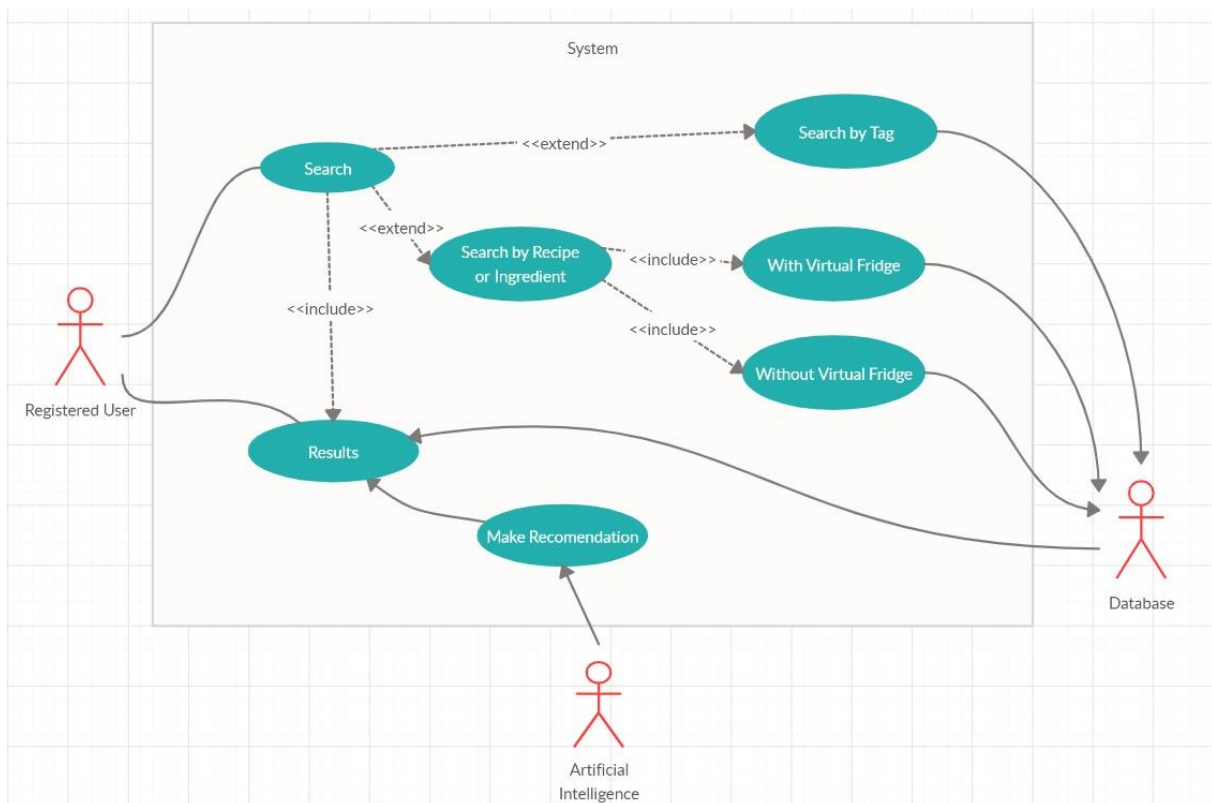 System
Search by Tag
<<extend>>
Search
<<extend>>
Search by Recipe
or Ingredient
<<include>>
With Virtual Fridge
<<include>>
<<include>>
Without Virtual Fridge
Registered User
Results
Make Recomendation
Database
Artificial
Intelligence